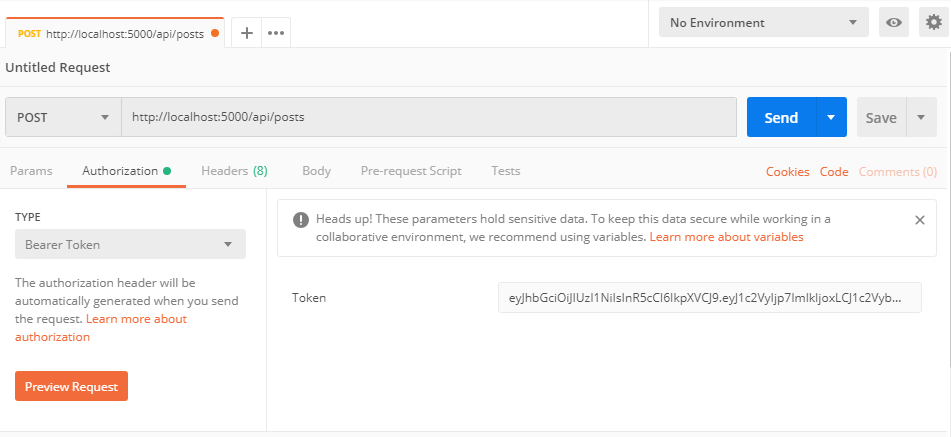 POST http://localhost:5000/api/posts
No Environment
Untitled Request
POST http://localhost:5000/api/posts Send Save
Params Authorization Headers (8) Body Pre-request Script Tests Cookies Code Comments (0)
TYPE
Bearer Token
The authorization header will be
automatically generated when you send
the request. Learn more about
authorization
Preview Request
Heads up! These parameters hold sensitive data. To keep this data secure while working in a
collaborative environment, we recommend using variables. Learn more about variables
Token eyJhbGciOiJIUzI1NiIsInR5cCI6IkpXVCJ9.eyJ1c2VyIjp7ImlkIjoxLCJ1c2Vyb...